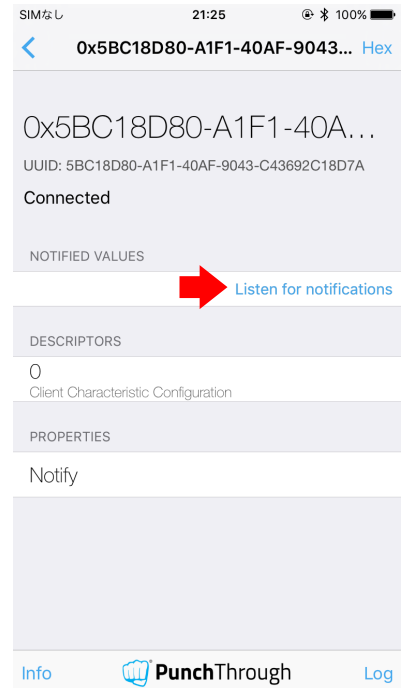 SIMなし 21:25 100%
0x5BC18D80-A1F1-40AF-9043... Hex
0x5BC18D80-A1F1-40A...
UUID: 5BC18D80-A1F1-40AF-9043-C43692C18D7A
Connected
NOTIFIED VALUES
Listen for notifications
DESCRIPTORS
0
Client Characteristic Configuration
PROPERTIES
Notify
Info PunchThrough Log